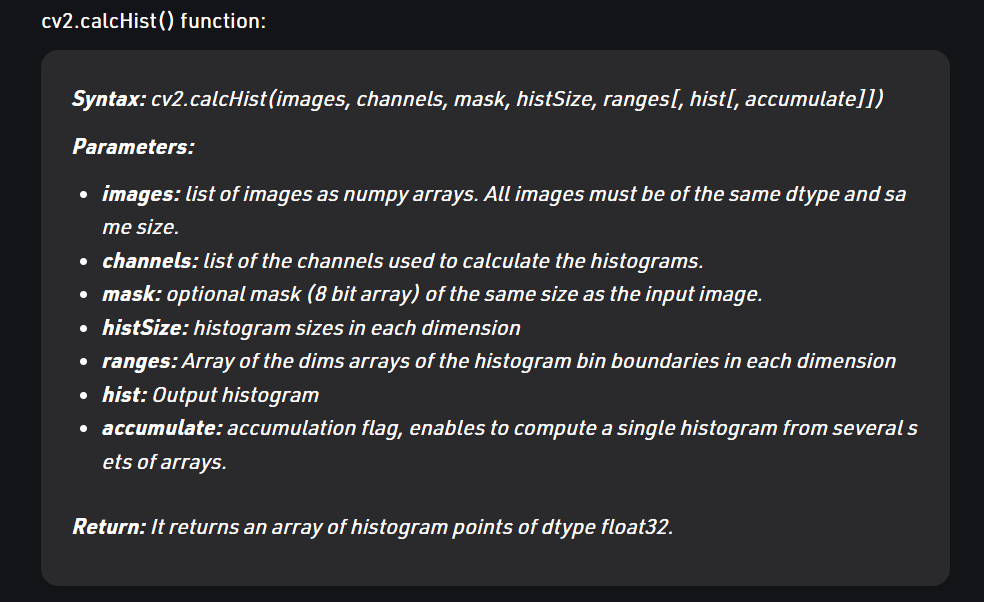 cv2.calcHist() function:
Syntax: cv2.calcHist(images, channels, mask, histSize, ranges[, hist[, accumulate]])
Parameters:
• images: list of images as numpy arrays. All images must be of the same dtype and sa
me size.
• channels: list of the channels used to calculate the histograms.
• mask: optional mask (8 bit array) of the same size as the input image.
• histSize: histogram sizes in each dimension
• ranges: Array of the dims arrays of the histogram bin boundaries in each dimension
• hist: Output histogram
• accumulate: accumulation flag, enables to compute a single histogram from several s
ets of arrays.
Return: It returns an array of histogram points of dtype float32.